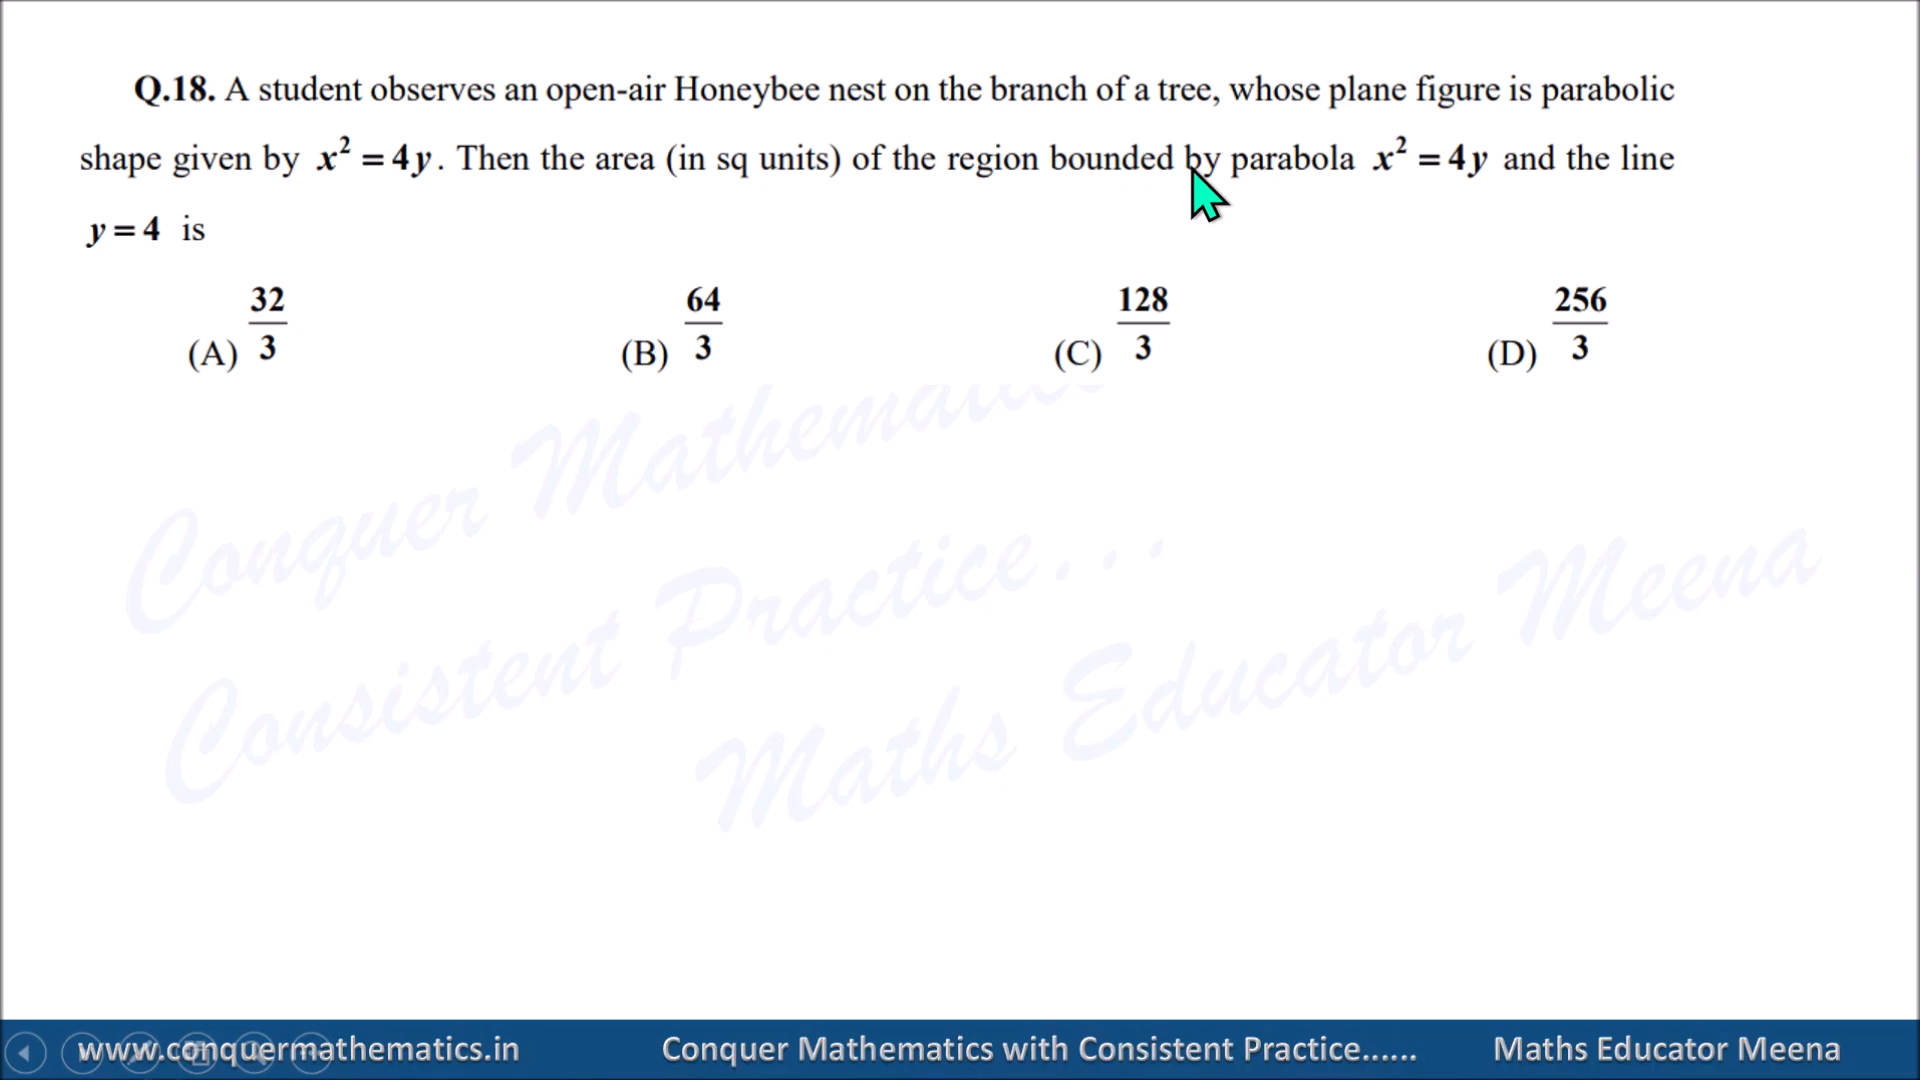 Q.18. A student observes an open-air Honeybee nest on the branch of a tree, whose plane figure is parabolic
shape given by x² = 4y. Then the area (in sq units) of the region bounded by parabola x² = 4y and the line
y = 4 is
(A) 32/3 (B) 64/3 (C) 128/3 (D) 256/3
Conquer Mathematics
Consistent Practice...
Maths Educator Meena
www.conquermathematics.in Conquer Mathematics with Consistent Practice...... Maths Educator Meena